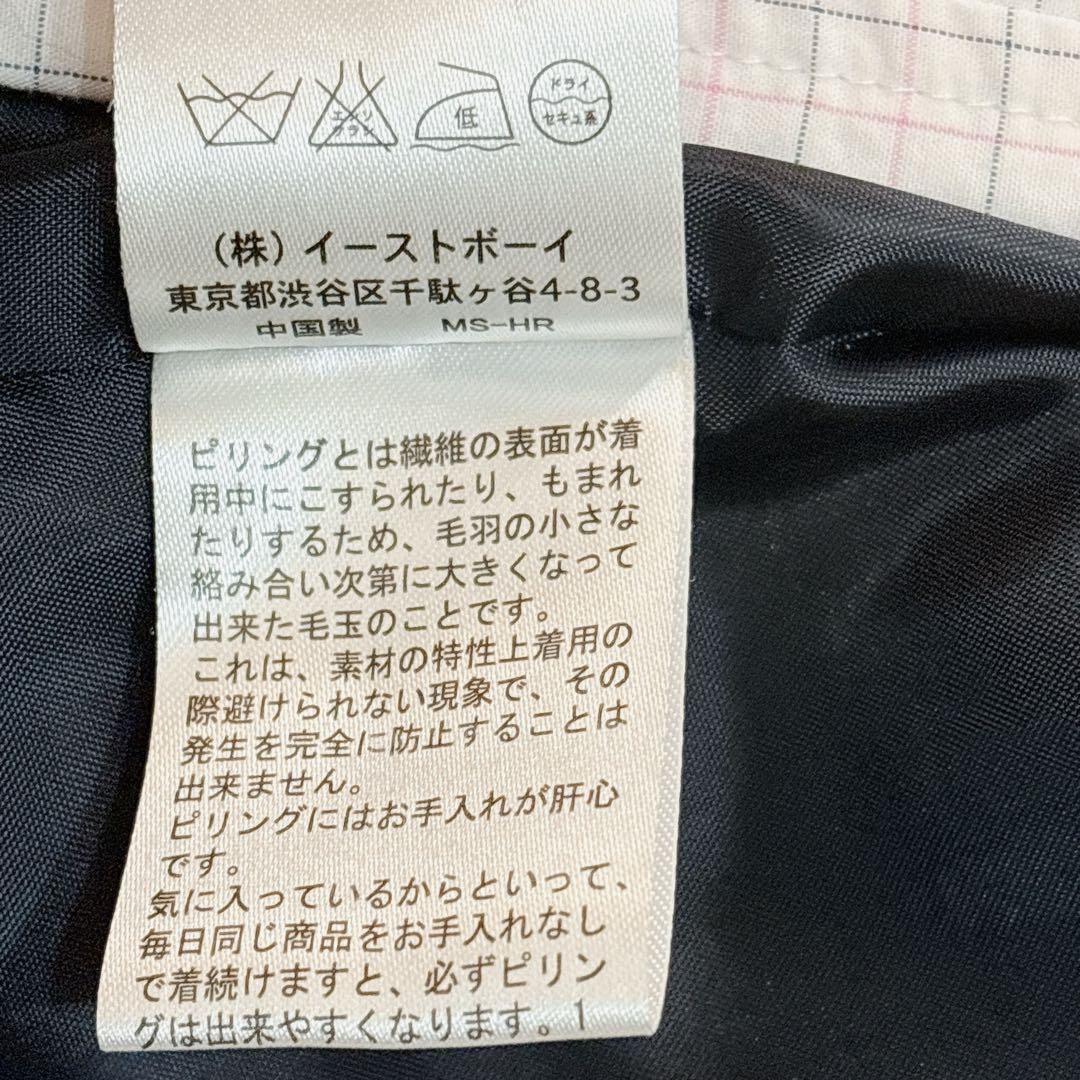 エンソ
サラシ
低
ドライ
セキユ系
(株)イーストボーイ
東京都渋谷区千駄ヶ谷4-8-3
中国製 MS-HR
ピリングとは繊維の表面が着
用中にこすられたり、もまれ
たりするため、毛羽の小さな
絡み合い次第に大きくなって
出来た毛玉のことです。
これは、素材の特性上着用の
際避けられない現象で、その
発生を完全に防止することは
出来ません。
ピリングにはお手入れが肝心
です。
気に入っているからといって、
毎日同じ商品をお手入れなし
で着続けますと、必ずピリン
グは出来やすくなります。1